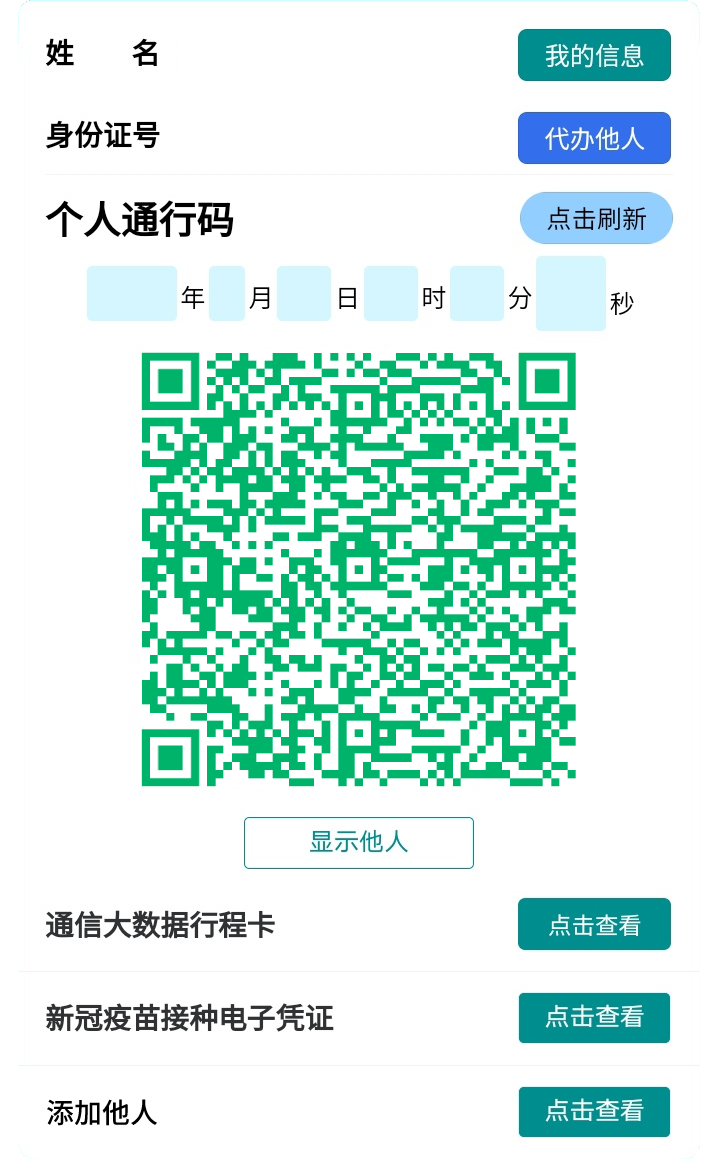 姓 名 我的信息
身份证号 代办他人
个人通行码 点击刷新
年 月 日 时 分 秒
显示他人
通信大数据行程卡 点击查看
新冠疫苗接种电子凭证 点击查看
添加他人 点击查看